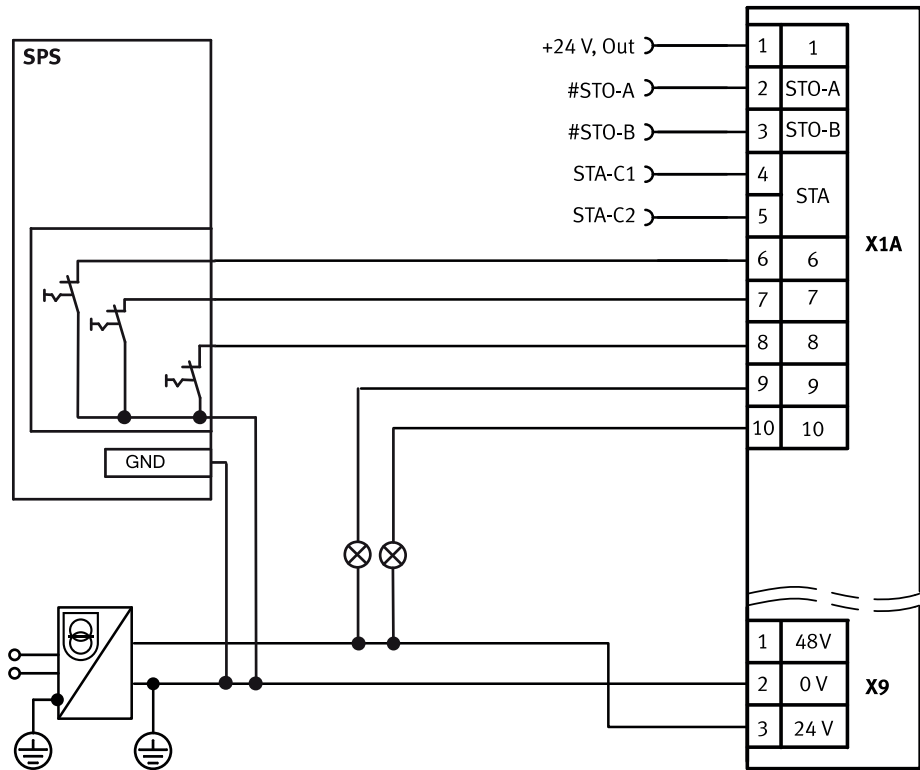 SPS
+24 V, Out
#STO-A
#STO-B
STA-C1
STA-C2
GND
1 1
2 STO-A
3 STO-B
4
STA
5
6 6
7 7
8 8
9 9
10 10
X1A
1 48V
2 0 V
3 24 V
X9